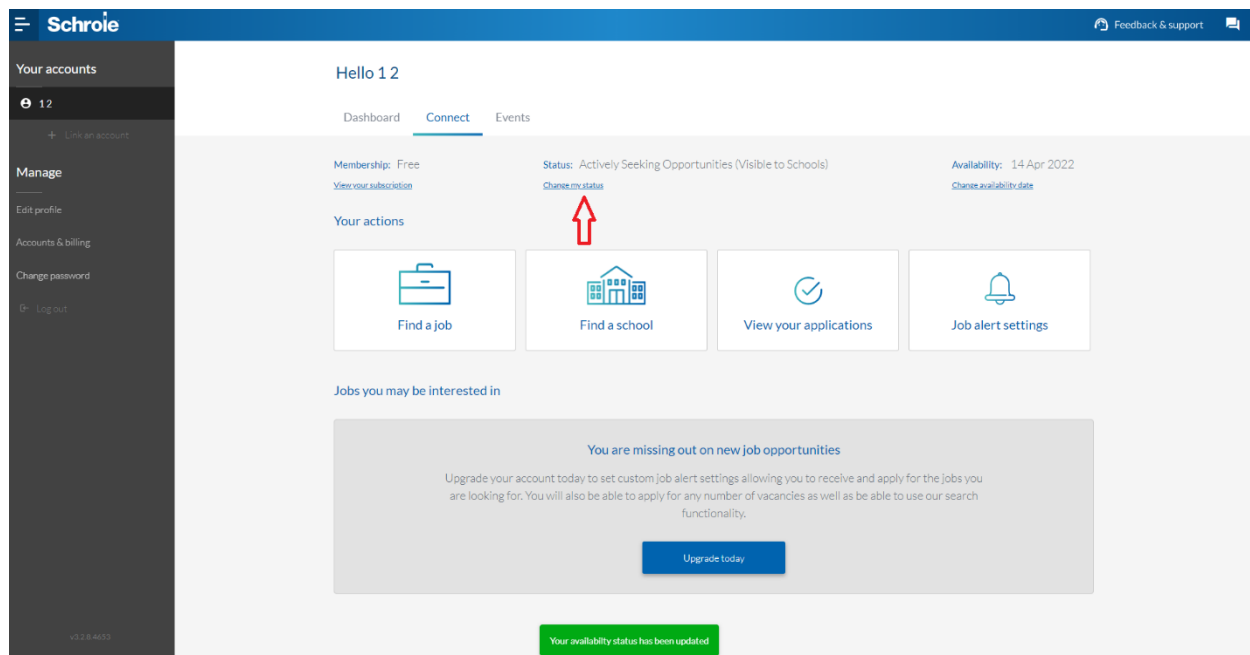 Schrole
Feedback & support
Your accounts
1 2
+ Link an account
Manage
Edit profile
Accounts & billing
Change password
Log out
v3.2.8.4653
Hello 1 2
Dashboard Connect Events
Membership: Free
View your subscription
Status: Actively Seeking Opportunities (Visible to Schools)
Change my status
Availability: 14 Apr 2022
Change availability date
Your actions
Find a job
Find a school
View your applications
Job alert settings
Jobs you may be interested in
You are missing out on new job opportunities
Upgrade your account today to set custom job alert settings allowing you to receive and apply for the jobs you
are looking for. You will also be able to apply for any number of vacancies as well as be able to use our search
functionality.
Upgrade today
Your availabilty status has been updated